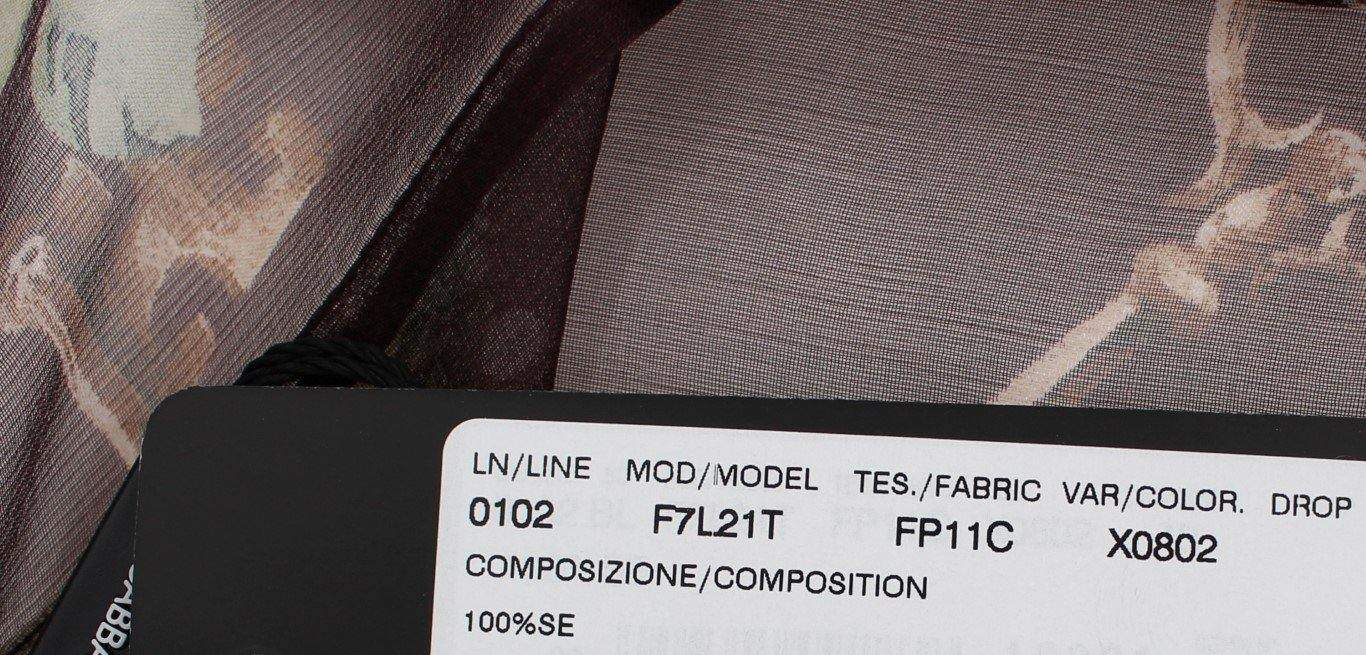 LN/LINE MOD/MODEL TES./FABRIC VAR/COLOR. DROP
0102 F7L21T FP11C X0802
COMPOSIZIONE/COMPOSITION
100%SE